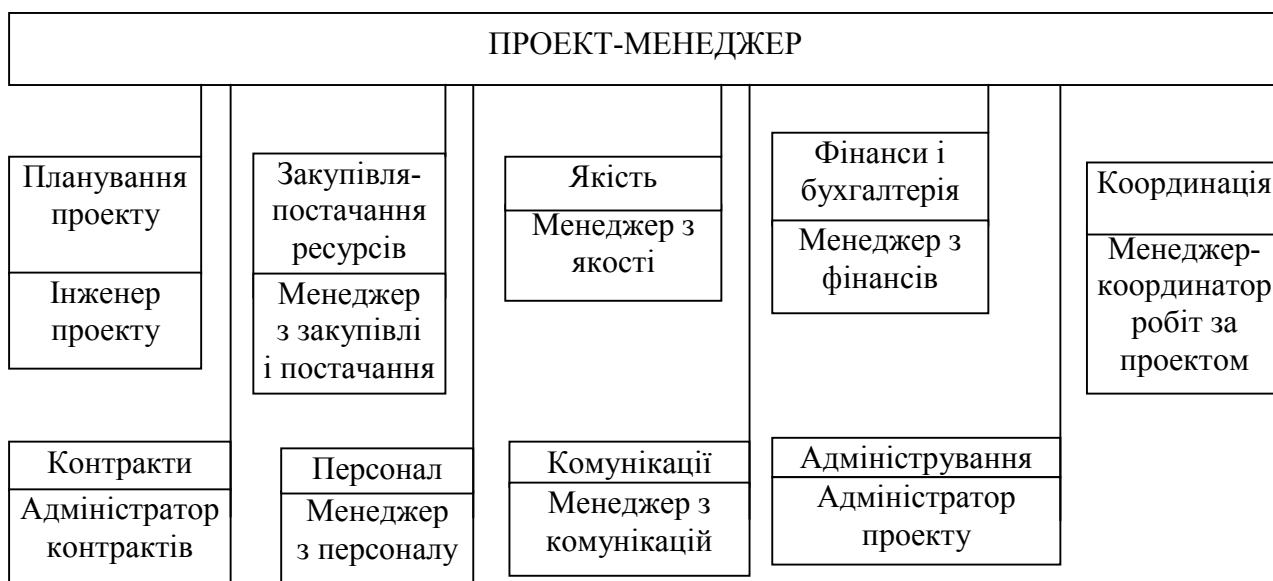 ПРОЕКТ-МЕНЕДЖЕР
Планування
проекту
Інженер
проекту
Закупівля-
постачання
ресурсів
Менеджер
з закупівлі
і постачання
Якість
Менеджер з
якості
Фінанси і
бухгалтерія
Менеджер з
фінансів
Координація
Менеджер-
координатор
робіт за
проектом
Контракти
Адміністратор
контрактів
Персонал
Менеджер
з персоналу
Комунікації
Менеджер з
комунікацій
Адміністрування
Адміністратор
проекту